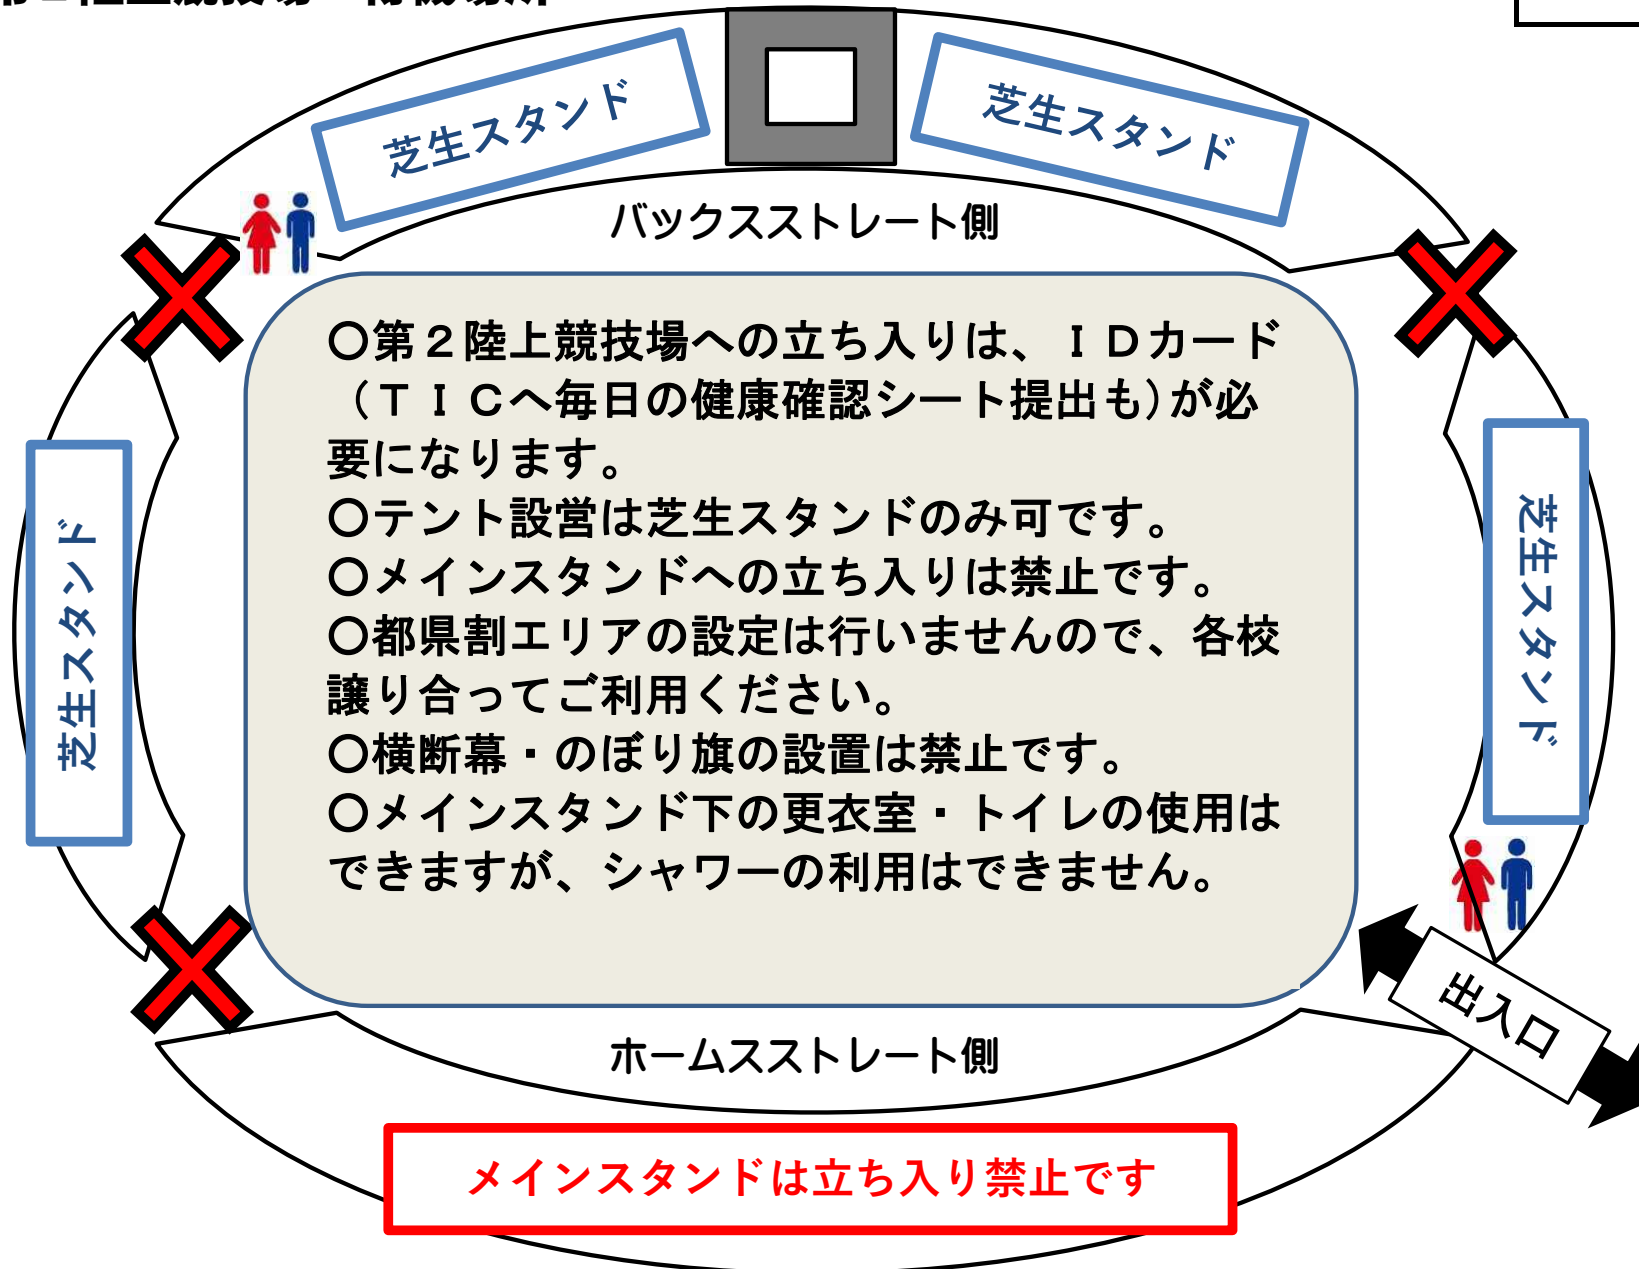 芝生スタンド
芝生スタンド
バックスストレート側
〇第２陸上競技場への立ち入りは、ＩＤカード
（ＴＩＣへ毎日の健康確認シート提出も）が必
要になります。
〇テント設営は芝生スタンドのみ可です。
〇メインスタンドへの立ち入りは禁止です。
〇都県割エリアの設定は行いませんので、各校
譲り合ってご利用ください。
〇横断幕・のぼり旗の設置は禁止です。
〇メインスタンド下の更衣室・トイレの使用は
できますが、シャワーの利用はできません。
芝生スタンド
芝生スタンド
出入口
ホームスストレート側
メインスタンドは立ち入り禁止です